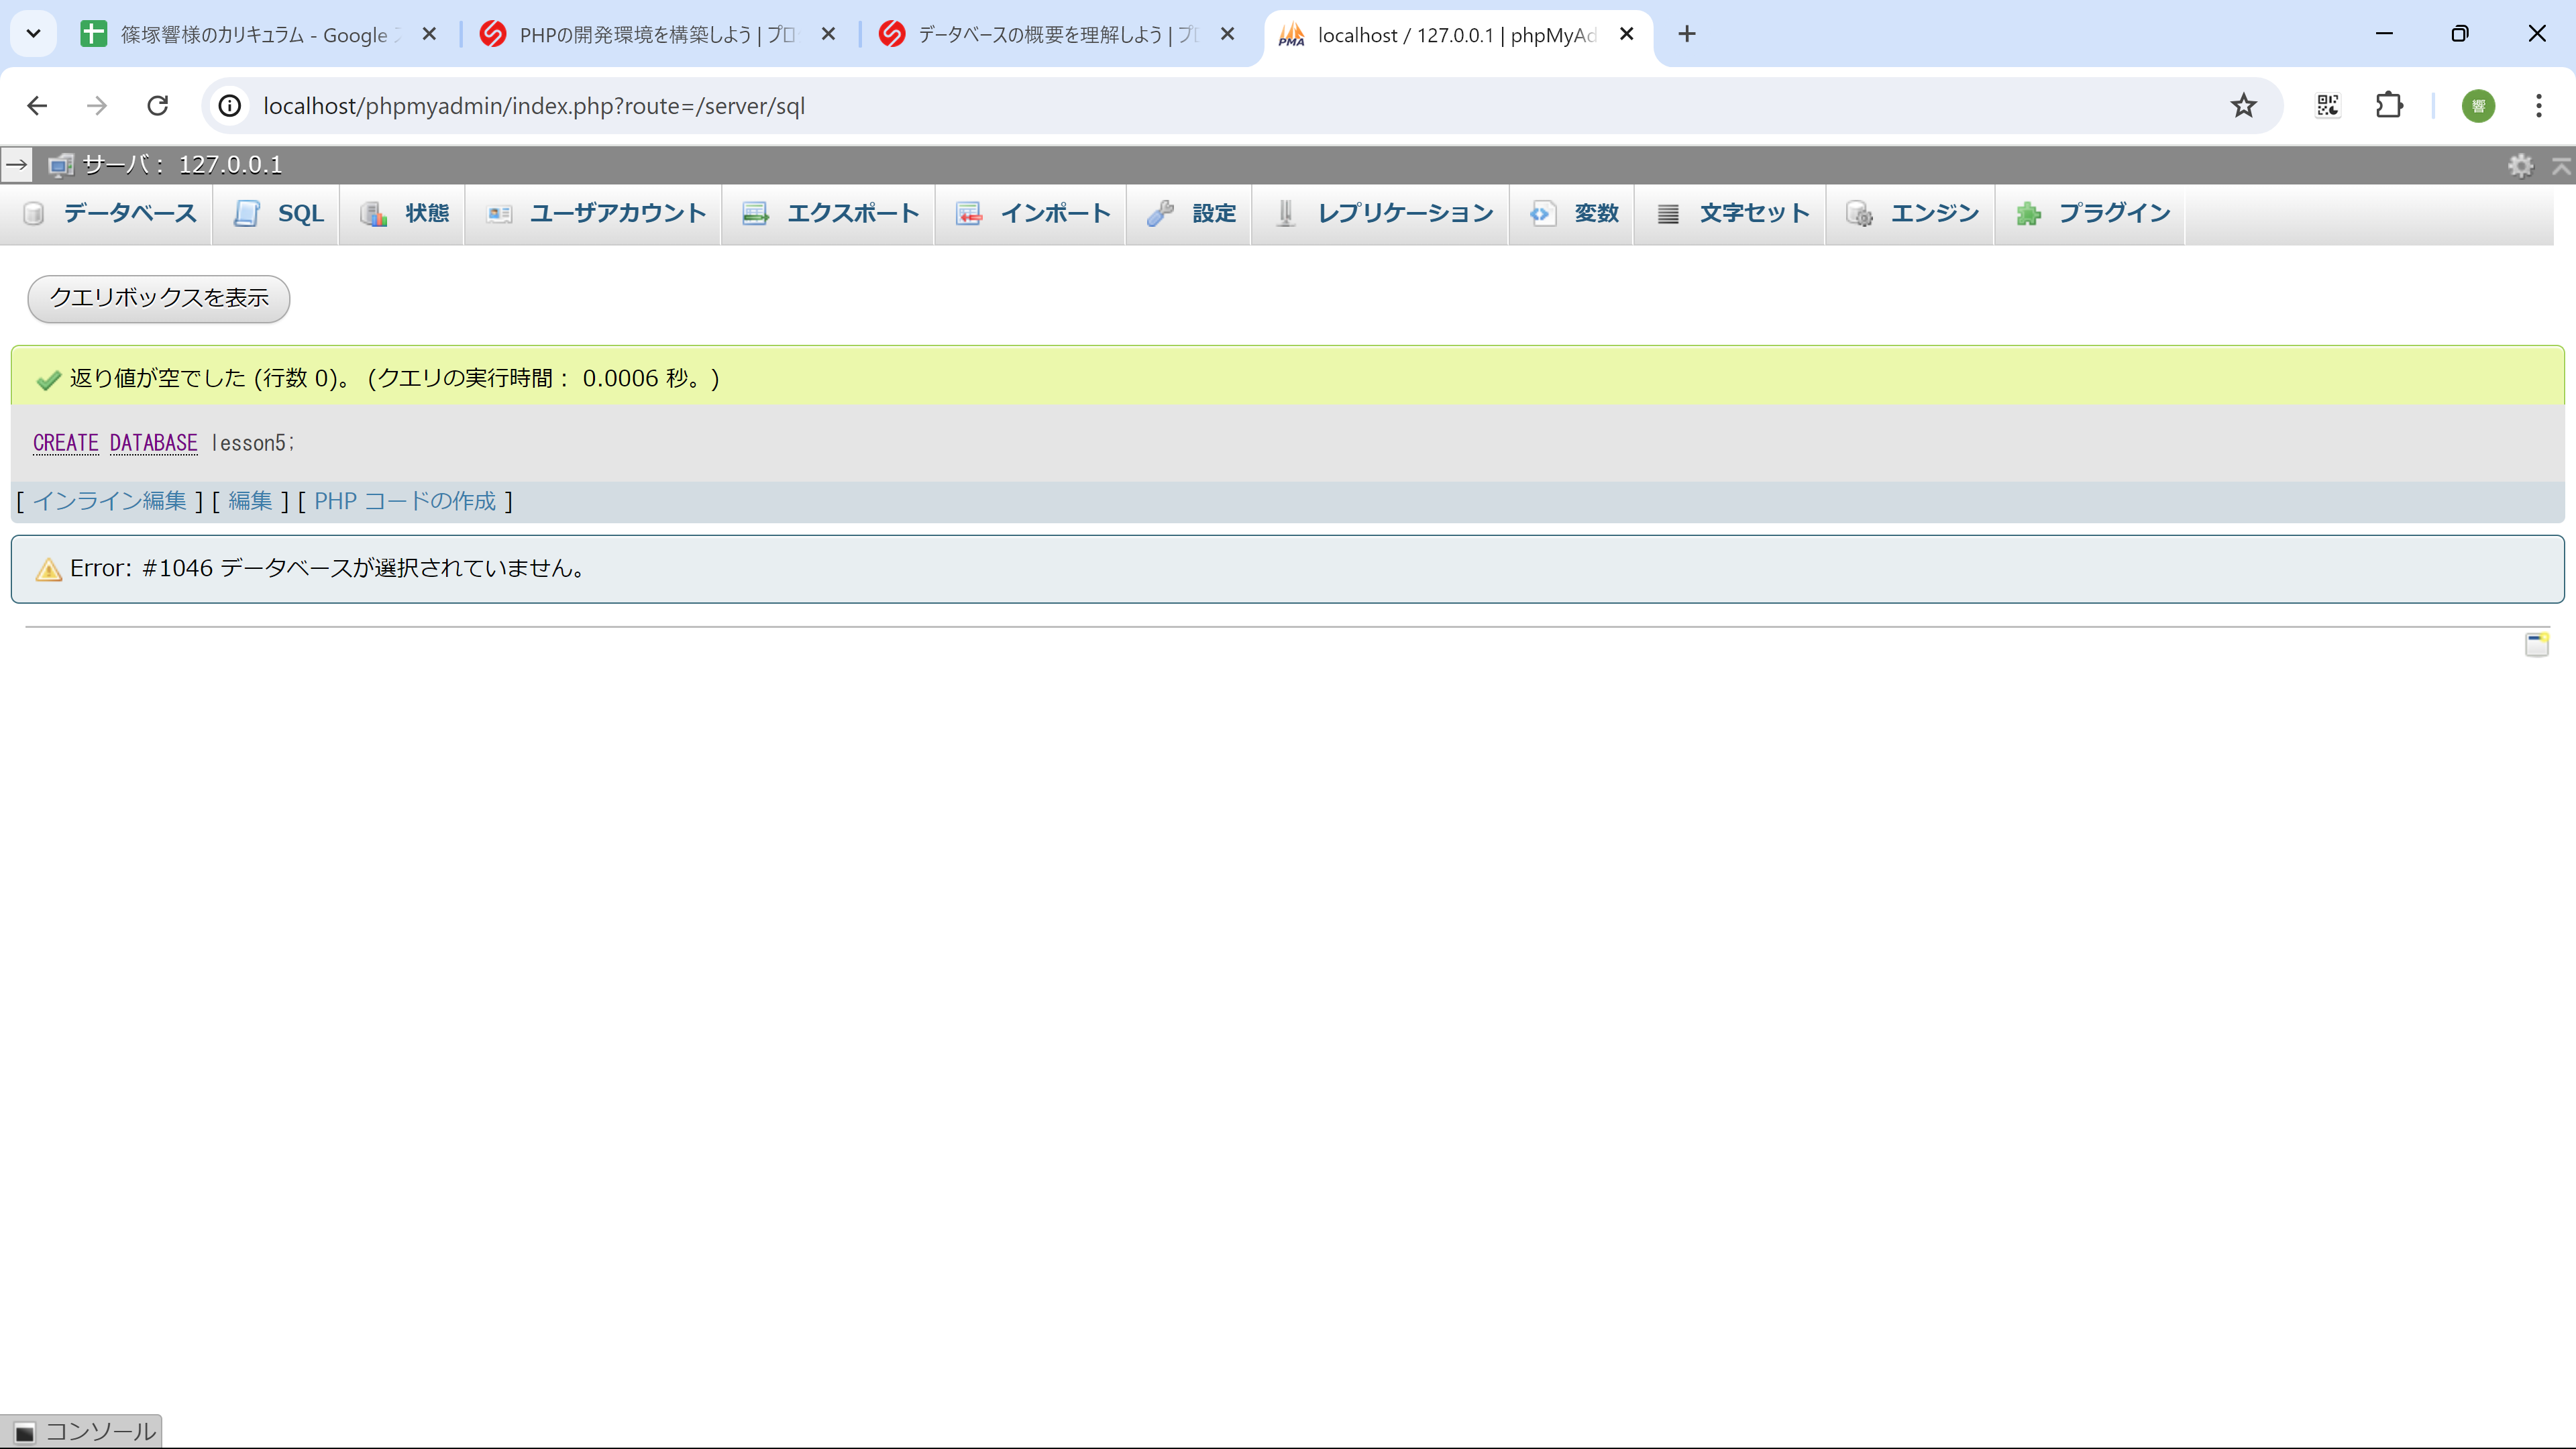 篠塚響様のカリキュラム - Google
PHPの開発環境を構築しよう | プロ
データベースの概要を理解しよう | プロ
localhost / 127.0.0.1 | phpMyAd
localhost/phpmyadmin/index.php?route=/server/sql
響
サーバ： 127.0.0.1
データベース
SQL
状態
ユーザアカウント
エクスポート
インポート
設定
レプリケーション
変数
文字セット
エンジン
プラグイン
クエリボックスを表示
返り値が空でした (行数 0)。 (クエリの実行時間： 0.0006 秒。)
CREATE DATABASE lesson5;
[ インライン編集 ] [ 編集 ] [ PHP コードの作成 ]
Error: #1046 データベースが選択されていません。
コンソール